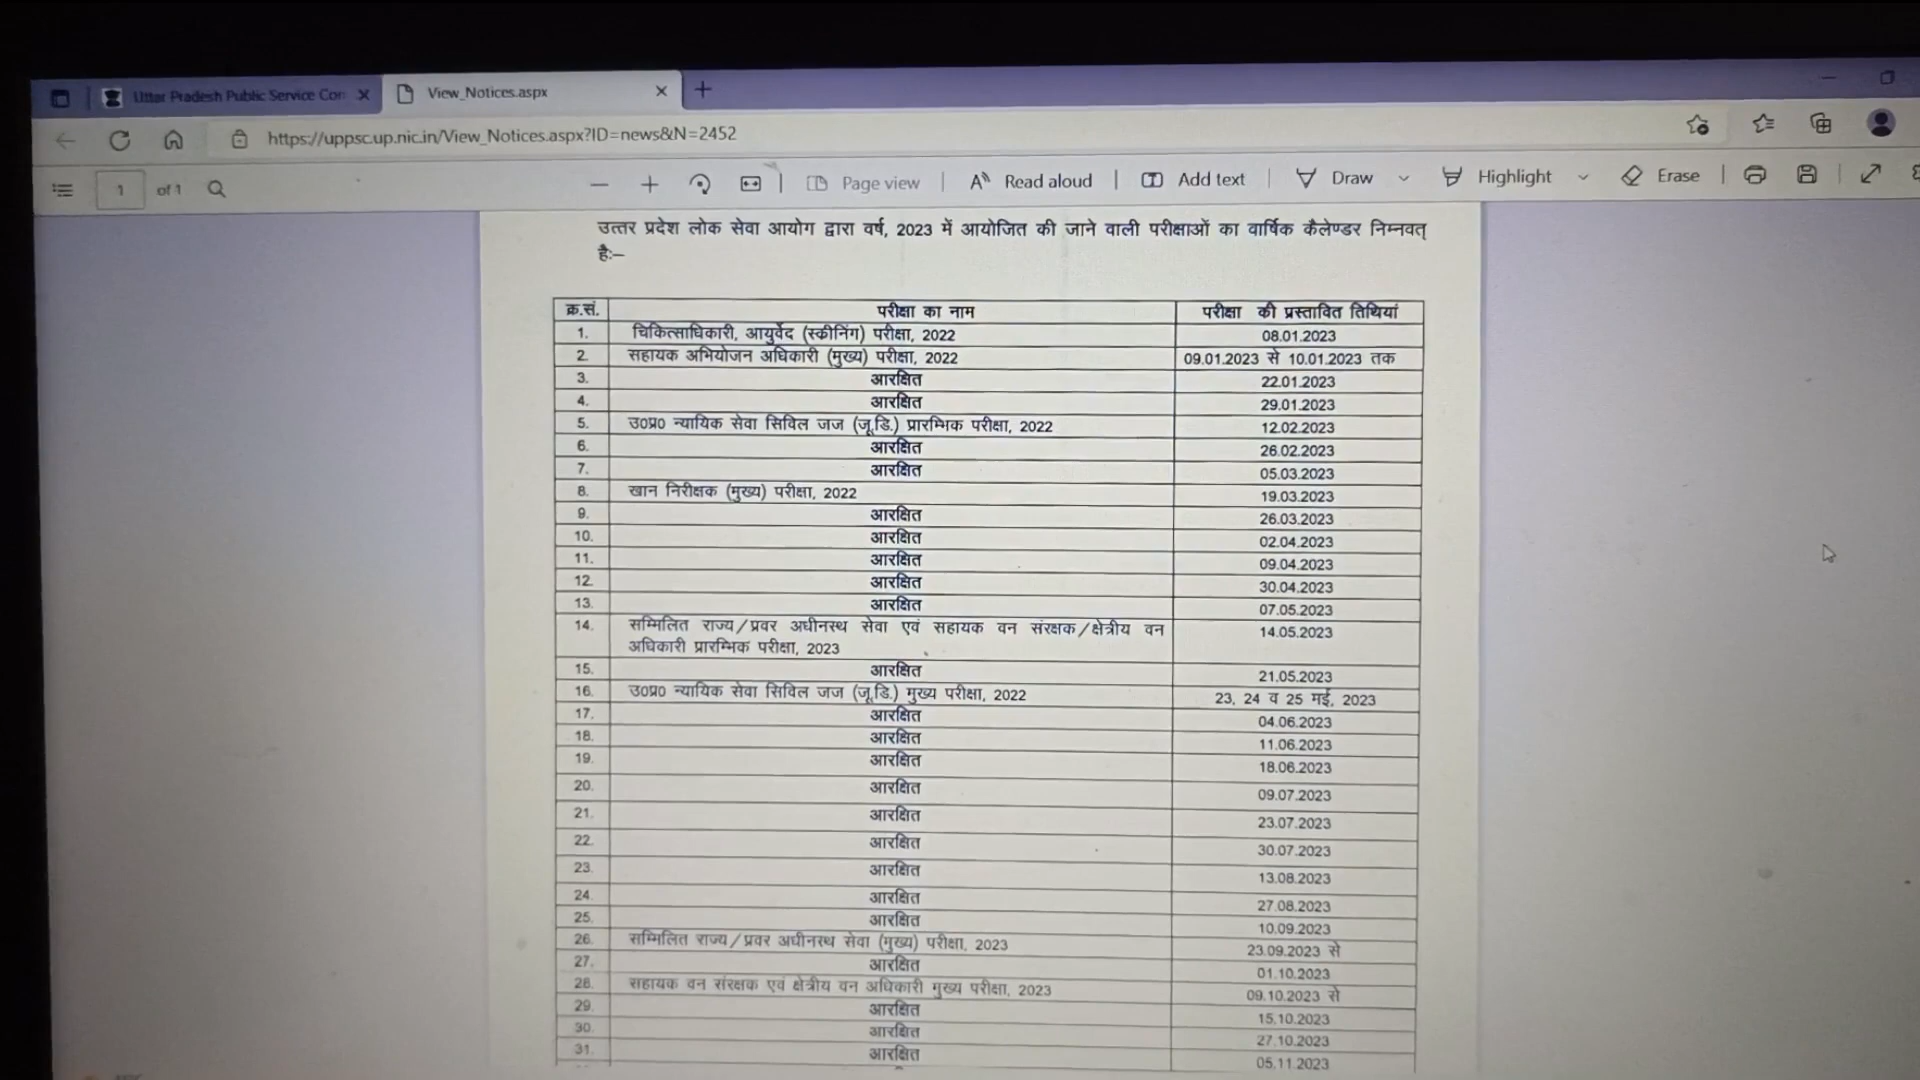 Uttar Pradesh Public Service Con
View_Notices.aspx
https://uppsc.up.nic.in/View_Notices.aspx?ID=news&N=2452
1 of 1 Page view Read aloud Add text Draw Highlight Erase
उत्तर प्रदेश लोक सेवा आयोग द्वारा वर्ष, 2023 में आयोजित की जाने वाली परीक्षाओं का वार्षिक कैलेण्डर निम्नवत्
है:–
क्र.सं. परीक्षा का नाम परीक्षा की प्रस्तावित तिथियां
1. चिकित्साधिकारी, आयुर्वेद (स्कीनिंग) परीक्षा, 2022 08.01.2023
2. सहायक अभियोजन अधिकारी (मुख्य) परीक्षा, 2022 09.01.2023 से 10.01.2023 तक
3. आरक्षित 22.01.2023
4. आरक्षित 29.01.2023
5. उ0प्र0 न्यायिक सेवा सिविल जज (जू.डि.) प्रारम्भिक परीक्षा, 2022 12.02.2023
6. आरक्षित 26.02.2023
7. आरक्षित 05.03.2023
8. खान निरीक्षक (मुख्य) परीक्षा, 2022 19.03.2023
9. आरक्षित 26.03.2023
10. आरक्षित 02.04.2023
11. आरक्षित 09.04.2023
12. आरक्षित 30.04.2023
13. आरक्षित 07.05.2023
14. सम्मिलित राज्य/प्रवर अधीनस्थ सेवा एवं सहायक वन संरक्षक/क्षेत्रीय वन 14.05.2023
अधिकारी प्रारम्भिक परीक्षा, 2023
15. आरक्षित 21.05.2023
16. उ0प्र0 न्यायिक सेवा सिविल जज (जू.डि.) मुख्य परीक्षा, 2022 23, 24 व 25 मई, 2023
17. आरक्षित 04.06.2023
18. आरक्षित 11.06.2023
19. आरक्षित 18.06.2023
20. आरक्षित 09.07.2023
21. आरक्षित 23.07.2023
22. आरक्षित 30.07.2023
23. आरक्षित 13.08.2023
24. आरक्षित 27.08.2023
25. आरक्षित 10.09.2023
26. सम्मिलित राज्य/प्रवर अधीनस्थ सेवा (मुख्य) परीक्षा, 2023 23.09.2023 से
27. आरक्षित 01.10.2023
28. सहायक वन संरक्षक एवं क्षेत्रीय वन अधिकारी मुख्य परीक्षा, 2023 09.10.2023 से
29. आरक्षित 15.10.2023
30. आरक्षित 27.10.2023
31. आरक्षित 05.11.2023